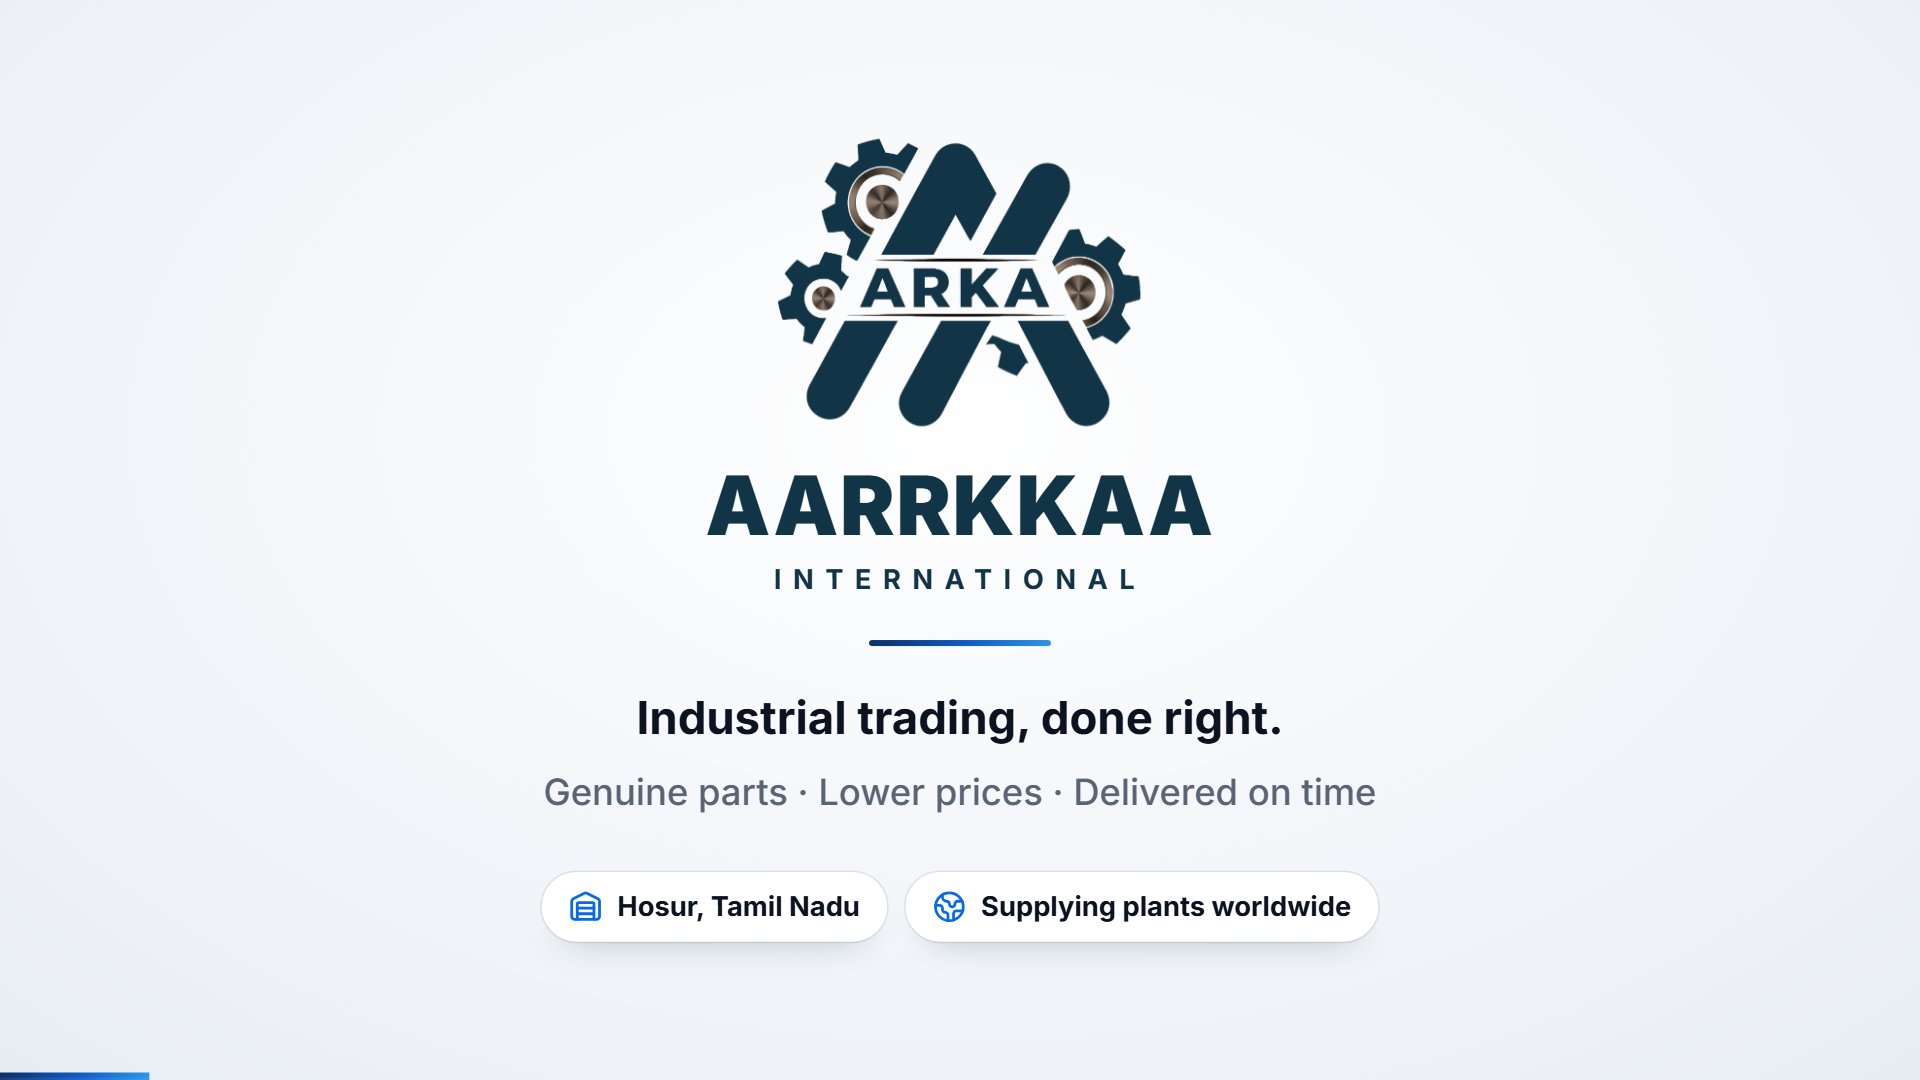 ARKA
AARRKKAA
INTERNATIONAL
Industrial trading, done right.
Genuine parts · Lower prices · Delivered on time
Hosur, Tamil Nadu
Supplying plants worldwide